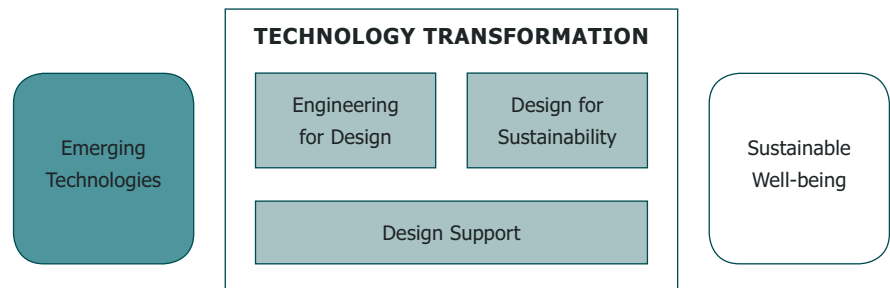 TECHNOLOGY TRANSFORMATION
Emerging
Technologies
Engineering
for Design
Design for
Sustainability
Design Support
Sustainable
Well-being